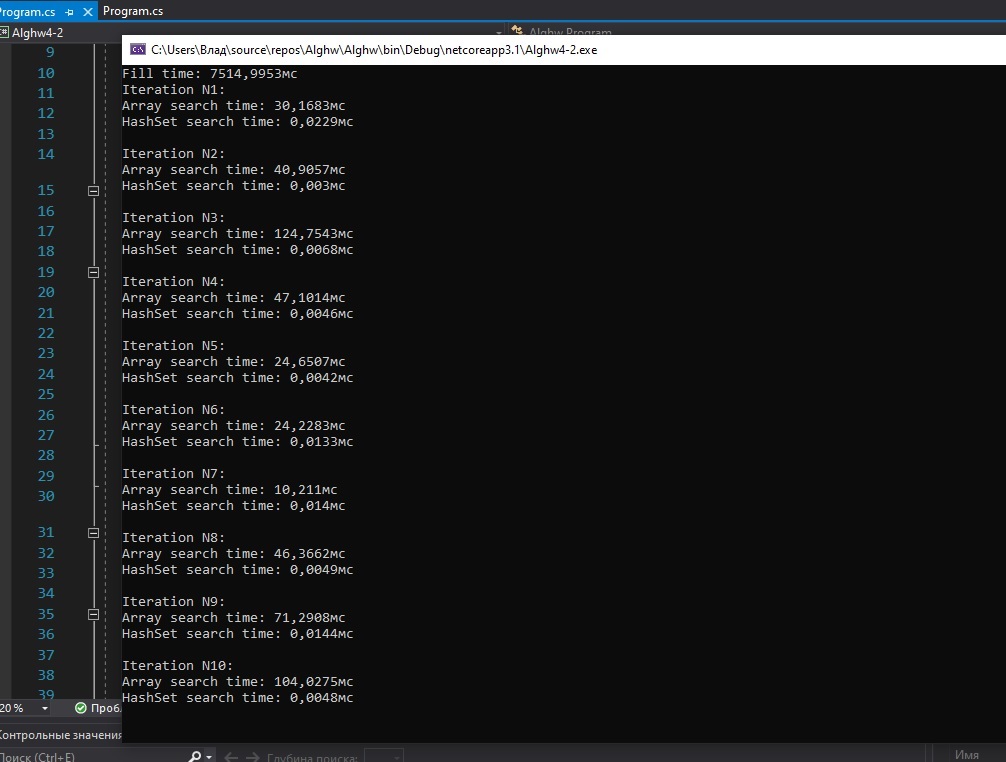 Program.cs
Program.cs
Alghw4-2
Alghw Program
C:\Users\Влад\source\repos\Alghw\Alghw\bin\Debug\netcoreapp3.1\Alghw4-2.exe
9
10
11
12
13
14
15
16
17
18
19
20
21
22
23
24
25
26
27
28
29
30
31
32
33
34
35
36
37
38
39
Fill time: 7514,9953мс
Iteration N1:
Array search time: 30,1683мс
HashSet search time: 0,0229мс
Iteration N2:
Array search time: 40,9057мс
HashSet search time: 0,003мс
Iteration N3:
Array search time: 124,7543мс
HashSet search time: 0,0068мс
Iteration N4:
Array search time: 47,1014мс
HashSet search time: 0,0046мс
Iteration N5:
Array search time: 24,6507мс
HashSet search time: 0,0042мс
Iteration N6:
Array search time: 24,2283мс
HashSet search time: 0,0133мс
Iteration N7:
Array search time: 10,211мс
HashSet search time: 0,014мс
Iteration N8:
Array search time: 46,3662мс
HashSet search time: 0,0049мс
Iteration N9:
Array search time: 71,2908мс
HashSet search time: 0,0144мс
Iteration N10:
Array search time: 104,0275мс
HashSet search time: 0,0048мс
20 %
Пробл
Контрольные значения
Поиск (Ctrl+E)
Глубина поиска:
Имя